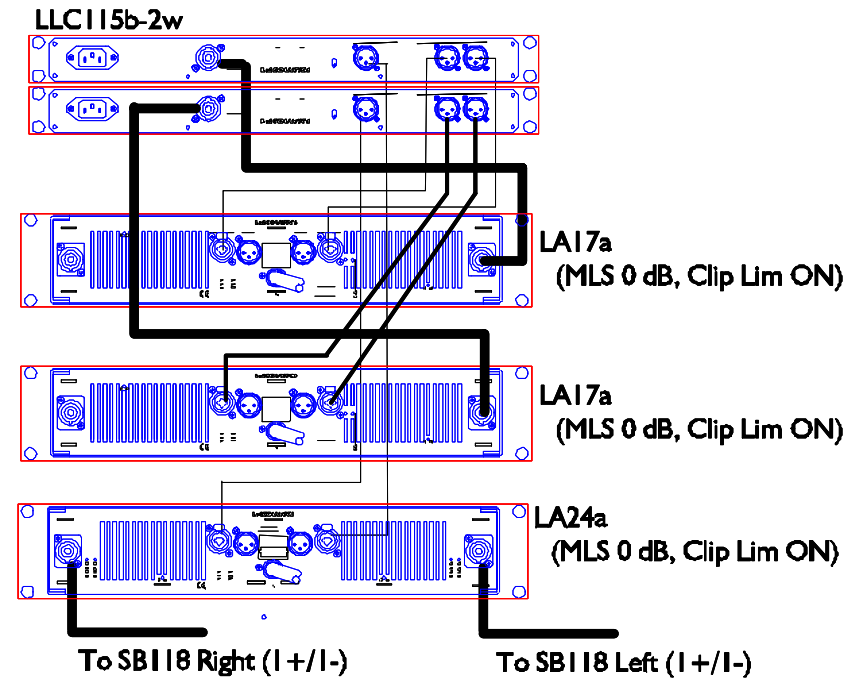 LLC115b-2w
LA17a
(MLS 0 dB, Clip Lim ON)
LA17a
(MLS 0 dB, Clip Lim ON)
LA24a
(MLS 0 dB, Clip Lim ON)
To SB118 Right (1+/1-)
To SB118 Left (1+/1-)